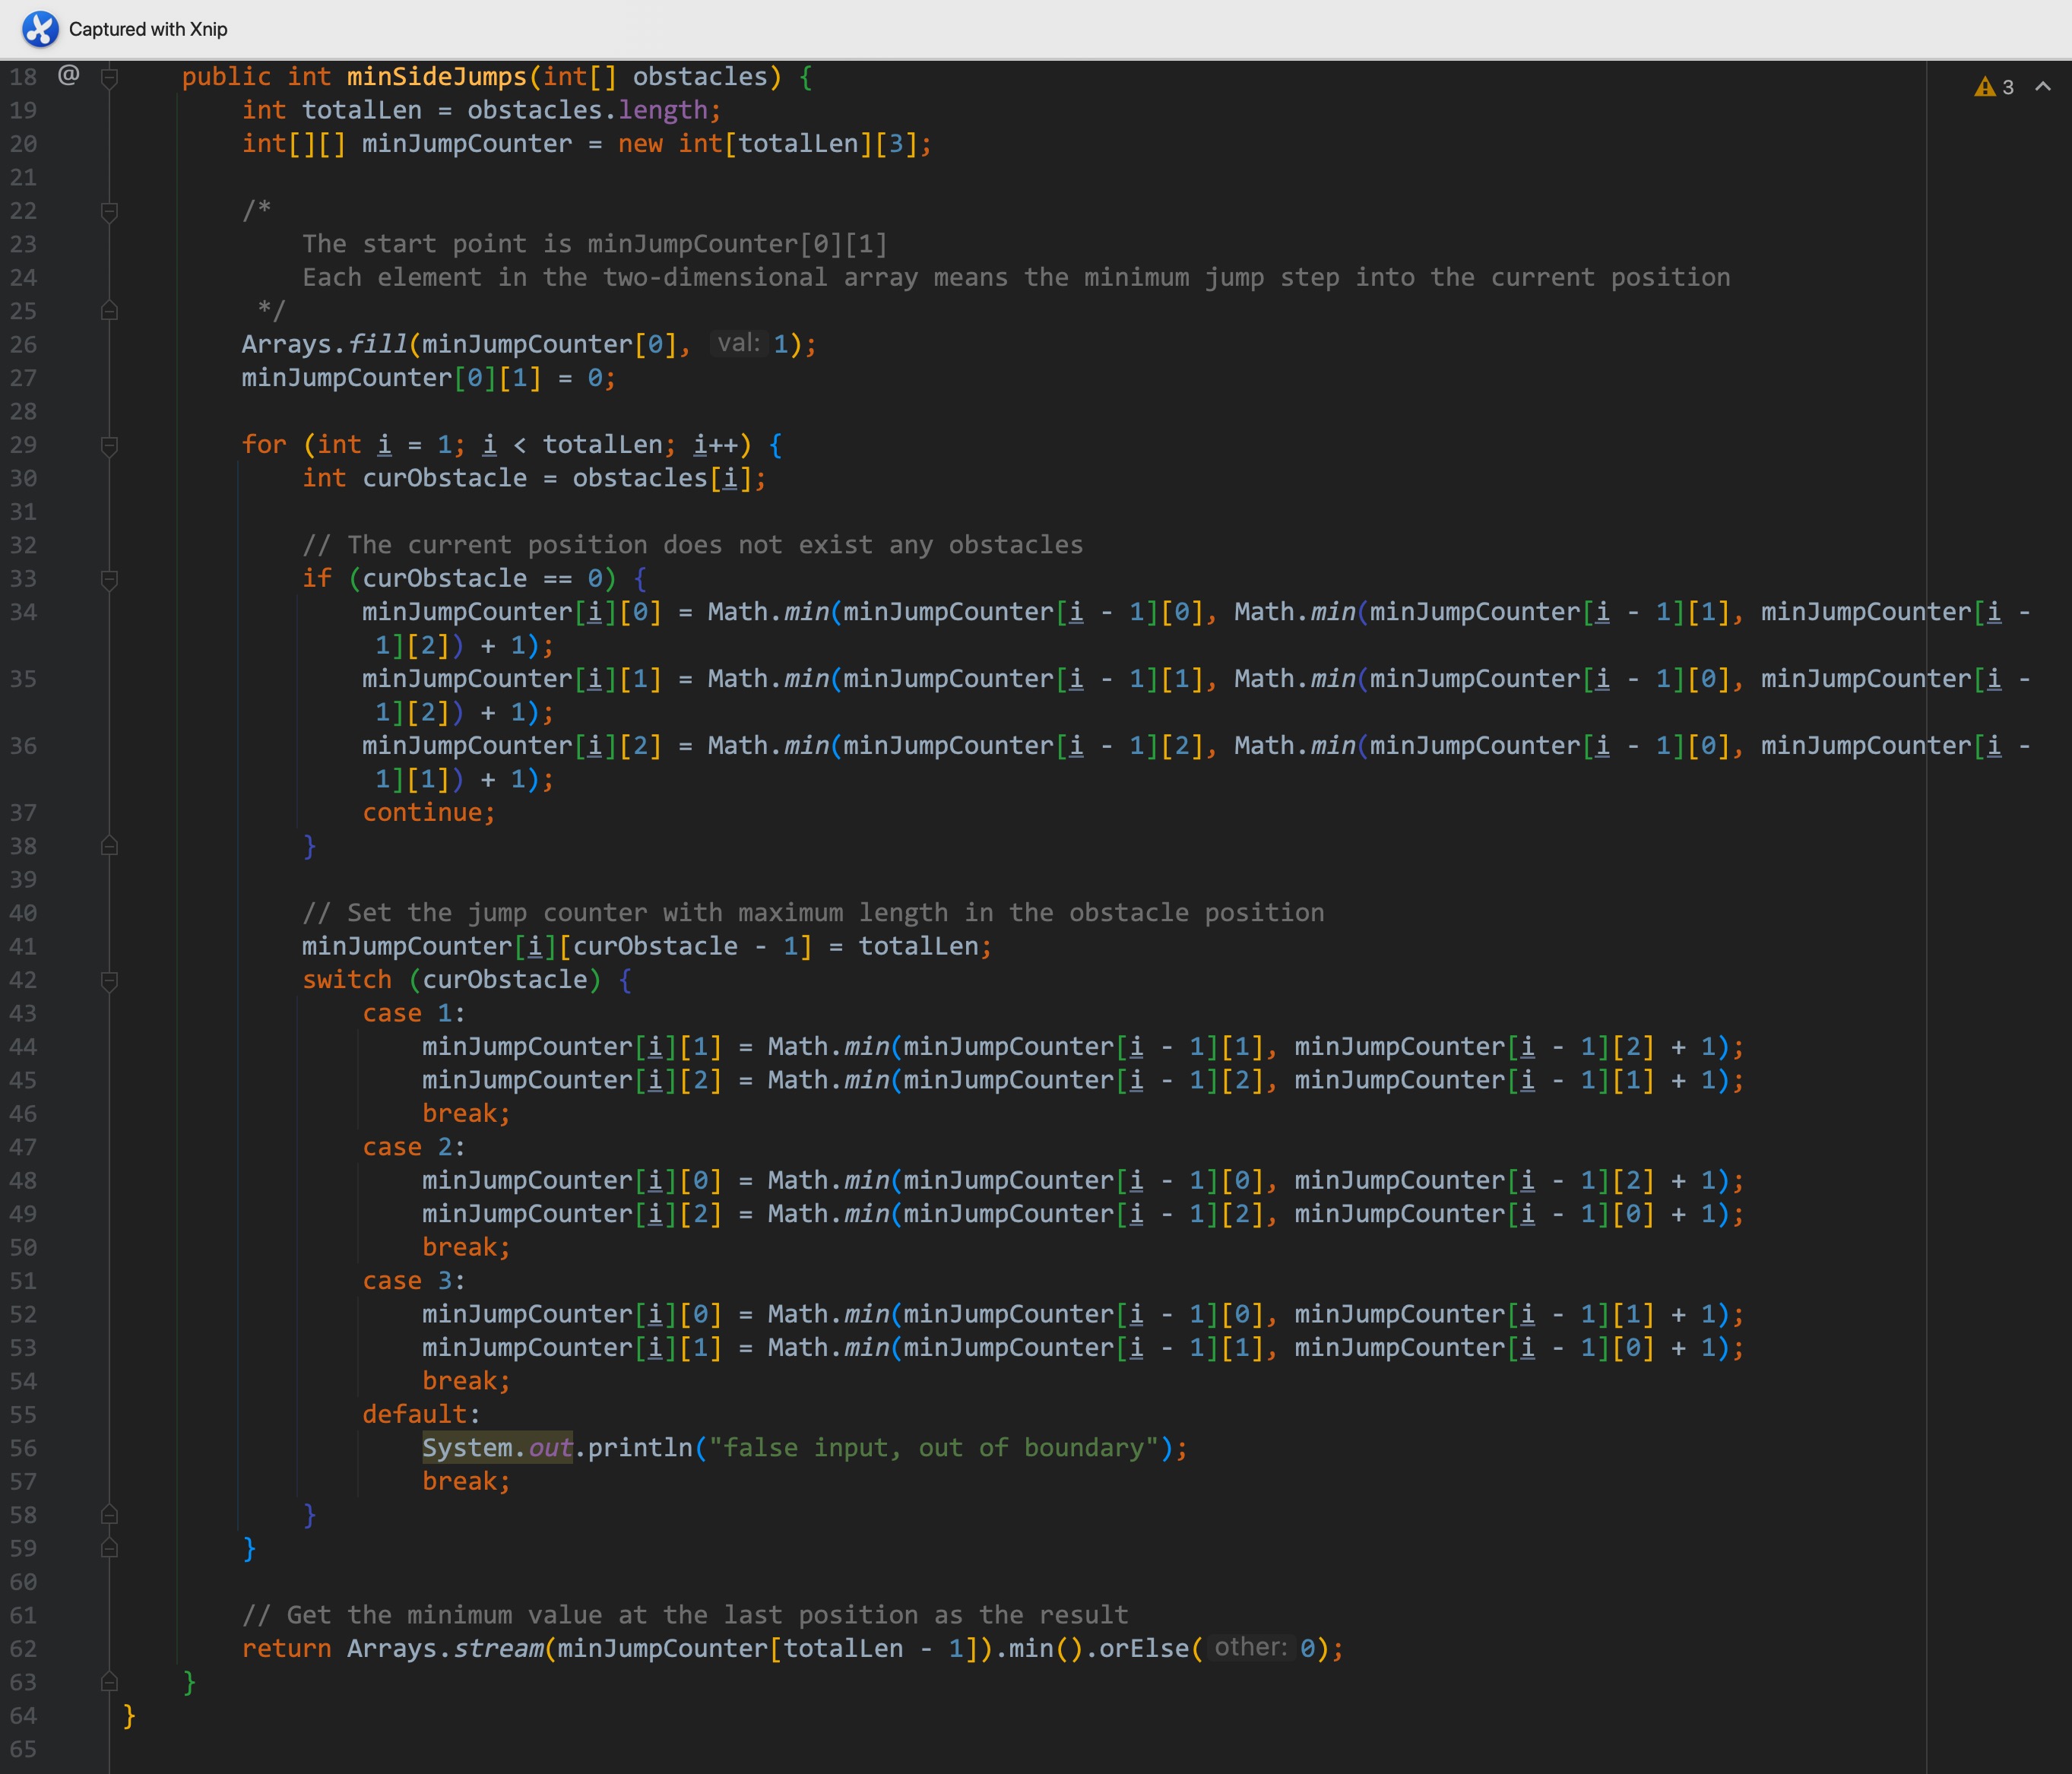 Captured with Xnip
18 @ public int minSideJumps(int[] obstacles) {
3
19 int totalLen = obstacles.length;
20 int[][] minJumpCounter = new int[totalLen][3];
21
22 /*
23 The start point is minJumpCounter[0][1]
24 Each element in the two-dimensional array means the minimum jump step into the current position
25 */
26 Arrays.fill(minJumpCounter[0], val: 1);
27 minJumpCounter[0][1] = 0;
28
29 for (int i = 1; i < totalLen; i++) {
30 int curObstacle = obstacles[i];
31
32 // The current position does not exist any obstacles
33 if (curObstacle == 0) {
34 minJumpCounter[i][0] = Math.min(minJumpCounter[i - 1][0], Math.min(minJumpCounter[i - 1][1], minJumpCounter[i -
1][2]) + 1);
35 minJumpCounter[i][1] = Math.min(minJumpCounter[i - 1][1], Math.min(minJumpCounter[i - 1][0], minJumpCounter[i -
1][2]) + 1);
36 minJumpCounter[i][2] = Math.min(minJumpCounter[i - 1][2], Math.min(minJumpCounter[i - 1][0], minJumpCounter[i -
1][1]) + 1);
37 continue;
38 }
39
40 // Set the jump counter with maximum length in the obstacle position
41 minJumpCounter[i][curObstacle - 1] = totalLen;
42 switch (curObstacle) {
43 case 1:
44 minJumpCounter[i][1] = Math.min(minJumpCounter[i - 1][1], minJumpCounter[i - 1][2] + 1);
45 minJumpCounter[i][2] = Math.min(minJumpCounter[i - 1][2], minJumpCounter[i - 1][1] + 1);
46 break;
47 case 2:
48 minJumpCounter[i][0] = Math.min(minJumpCounter[i - 1][0], minJumpCounter[i - 1][2] + 1);
49 minJumpCounter[i][2] = Math.min(minJumpCounter[i - 1][2], minJumpCounter[i - 1][0] + 1);
50 break;
51 case 3:
52 minJumpCounter[i][0] = Math.min(minJumpCounter[i - 1][0], minJumpCounter[i - 1][1] + 1);
53 minJumpCounter[i][1] = Math.min(minJumpCounter[i - 1][1], minJumpCounter[i - 1][0] + 1);
54 break;
55 default:
56 System.out.println("false input, out of boundary");
57 break;
58 }
59 }
60
61 // Get the minimum value at the last position as the result
62 return Arrays.stream(minJumpCounter[totalLen - 1]).min().orElse( other: 0);
63 }
64 }
65